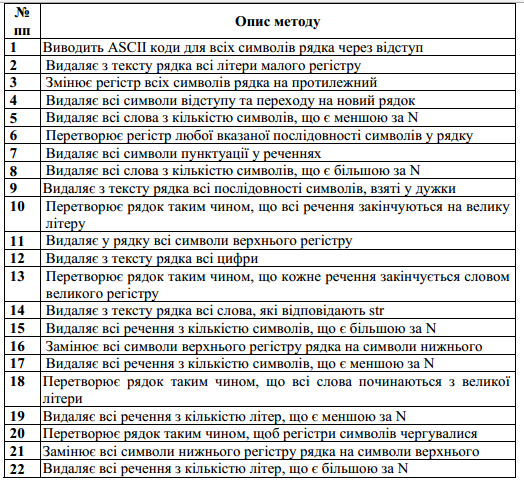 №
пп
Опис методу
1 Виводить ASCII коди для всіх символів рядка через відступ
2 Видаляє з тексту рядка всі літери малого регістру
3 Змінює регістр всіх символів рядка на протилежний
4 Видаляє всі символи відступу та переходу на новий рядок
5 Видаляє всі слова з кількістю символів, що є меншою за N
6 Перетворює регістр любої вказаної послідовності символів у рядку
7 Видаляє всі символи пунктуації у реченнях
8 Видаляє всі слова з кількістю символів, що є більшою за N
9 Видаляє з тексту рядка всі послідовності символів, взяті у дужки
10 Перетворює рядок таким чином, що всі речення закінчуються на велику
літеру
11 Видаляє у рядку всі символи верхнього регістру
12 Видаляє з тексту рядка всі цифри
13 Перетворює рядок таким чином, що кожне речення закінчується словом
великого регістру
14 Видаляє з тексту рядка всі слова, які відповідають str
15 Видаляє всі речення з кількістю символів, що є більшою за N
16 Замінює всі символи верхнього регістру рядка на символи нижнього
17 Видаляє всі речення з кількістю символів, що є меншою за N
18 Перетворює рядок таким чином, що всі слова починаються з великої
літери
19 Видаляє всі речення з кількістю літер, що є меншою за N
20 Перетворює рядок таким чином, щоб регістри символів чергувалися
21 Замінює всі символи нижнього регістру рядка на символи верхнього
22 Видаляє всі речення з кількістю літер, що є більшою за N